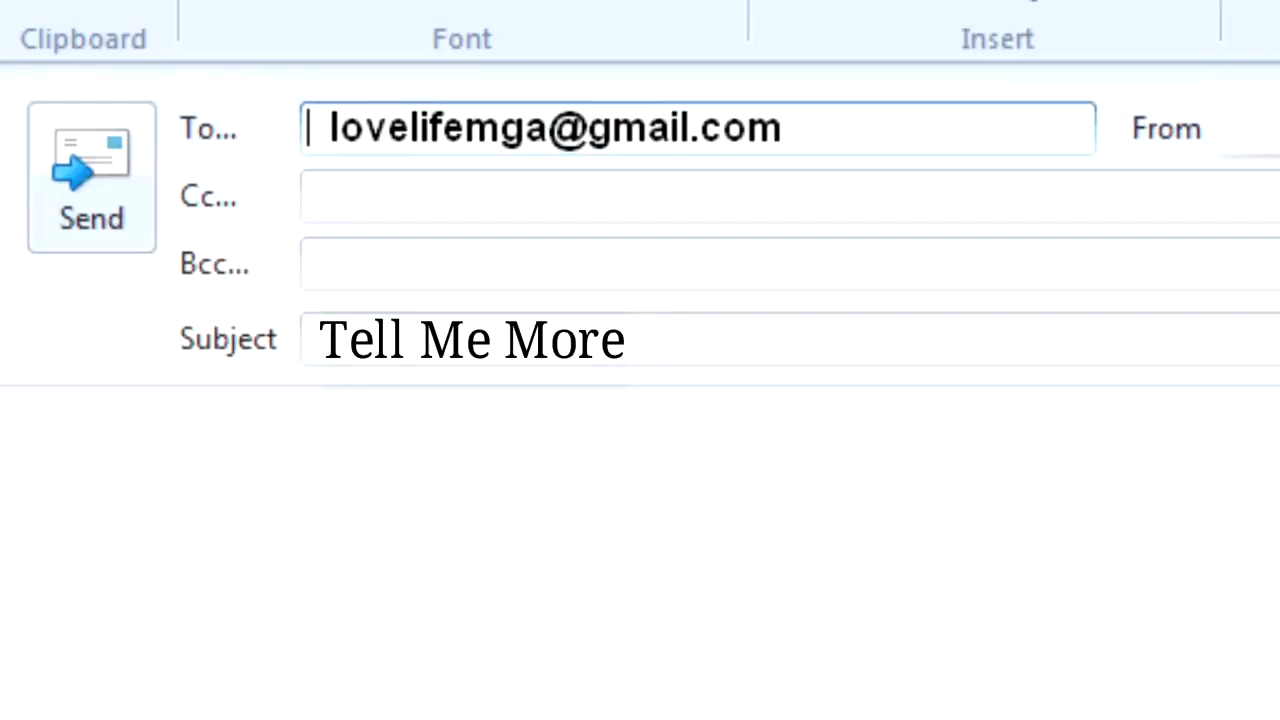 Clipboard Font Insert
To... lovelifemga@gmail.com From
Cc...
Send
Bcc...
Subject Tell Me More